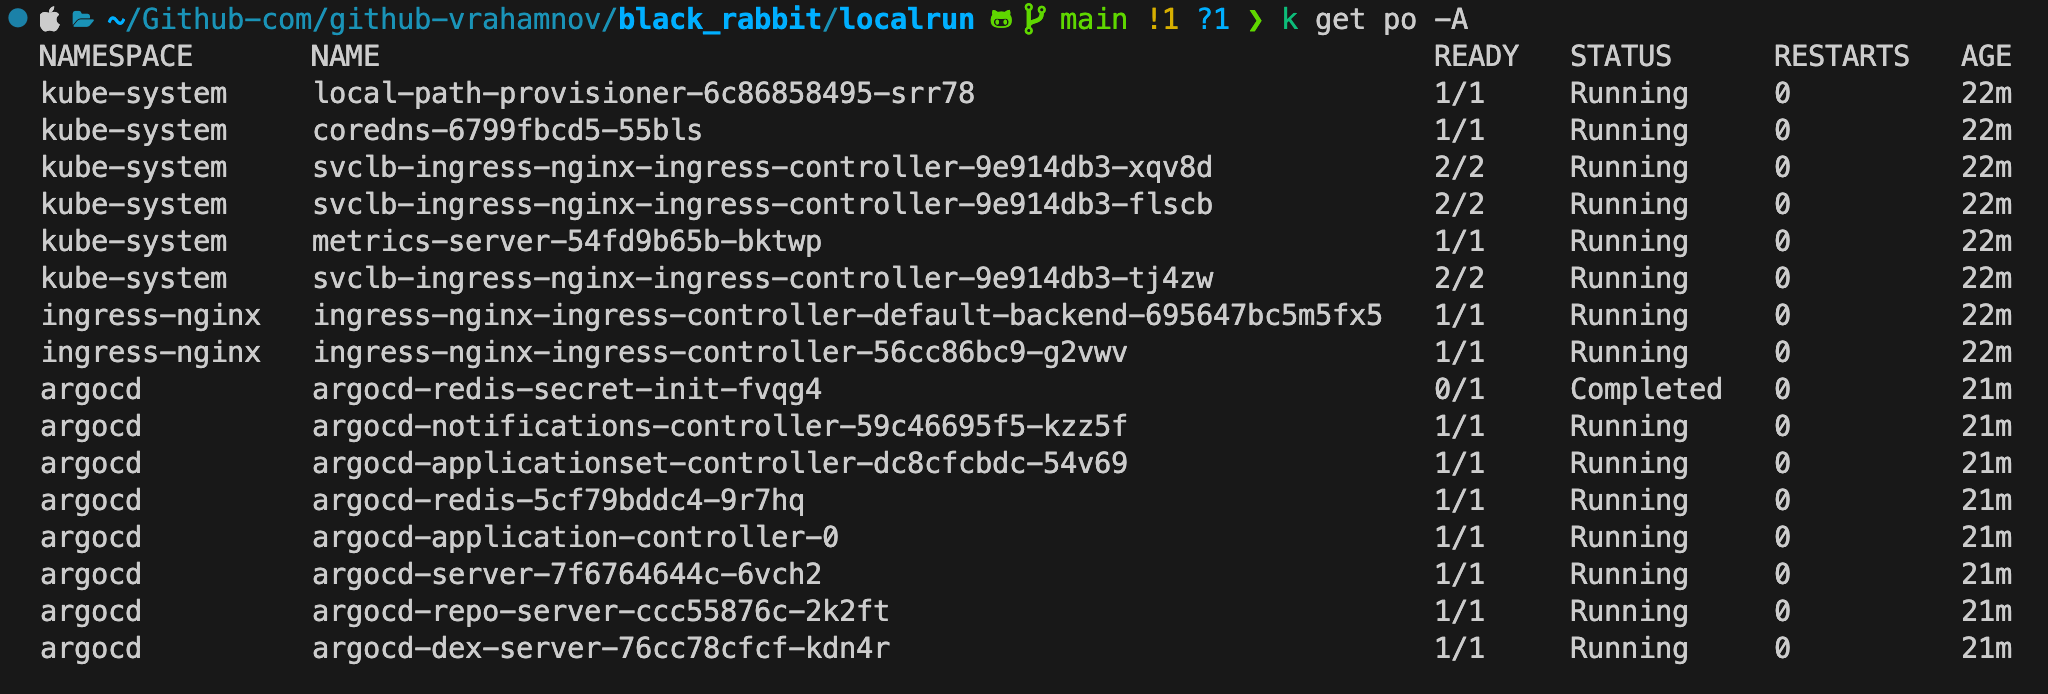 ~/Github-com/github-vrahamnov/black_rabbit/localrun main !1 ?1 ❯ k get po -A
NAMESPACE NAME READY STATUS RESTARTS AGE
kube-system local-path-provisioner-6c86858495-srr78 1/1 Running 0 22m
kube-system coredns-6799fbcd5-55bls 1/1 Running 0 22m
kube-system svclb-ingress-nginx-ingress-controller-9e914db3-xqv8d 2/2 Running 0 22m
kube-system svclb-ingress-nginx-ingress-controller-9e914db3-flscb 2/2 Running 0 22m
kube-system metrics-server-54fd9b65b-bktwp 1/1 Running 0 22m
kube-system svclb-ingress-nginx-ingress-controller-9e914db3-tj4zw 2/2 Running 0 22m
ingress-nginx ingress-nginx-ingress-controller-default-backend-695647bc5m5fx5 1/1 Running 0 22m
ingress-nginx ingress-nginx-ingress-controller-56cc86bc9-g2vwv 1/1 Running 0 22m
argocd argocd-redis-secret-init-fvqg4 0/1 Completed 0 21m
argocd argocd-notifications-controller-59c46695f5-kzz5f 1/1 Running 0 21m
argocd argocd-applicationset-controller-dc8cfcbdc-54v69 1/1 Running 0 21m
argocd argocd-redis-5cf79bddc4-9r7hq 1/1 Running 0 21m
argocd argocd-application-controller-0 1/1 Running 0 21m
argocd argocd-server-7f6764644c-6vch2 1/1 Running 0 21m
argocd argocd-repo-server-ccc55876c-2k2ft 1/1 Running 0 21m
argocd argocd-dex-server-76cc78cfcf-kdn4r 1/1 Running 0 21m